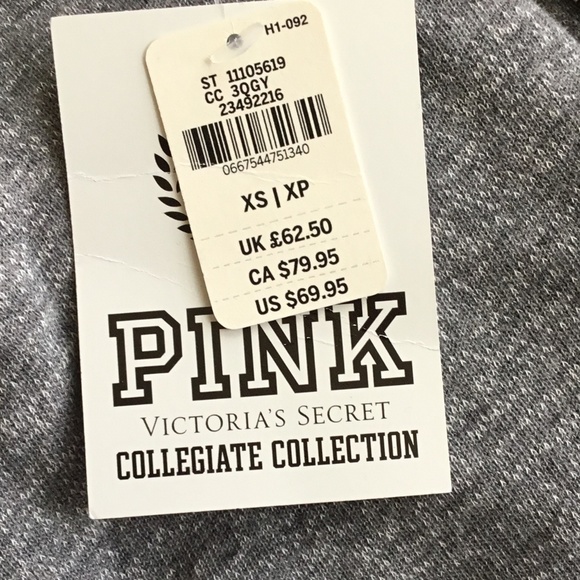 H1-092
ST 11105619
CC 3QGY
23492216
0667544751340
XS | XP
UK £62.50
CA $79.95
US $69.95
PINK
VICTORIA'S SECRET
COLLEGIATE COLLECTION